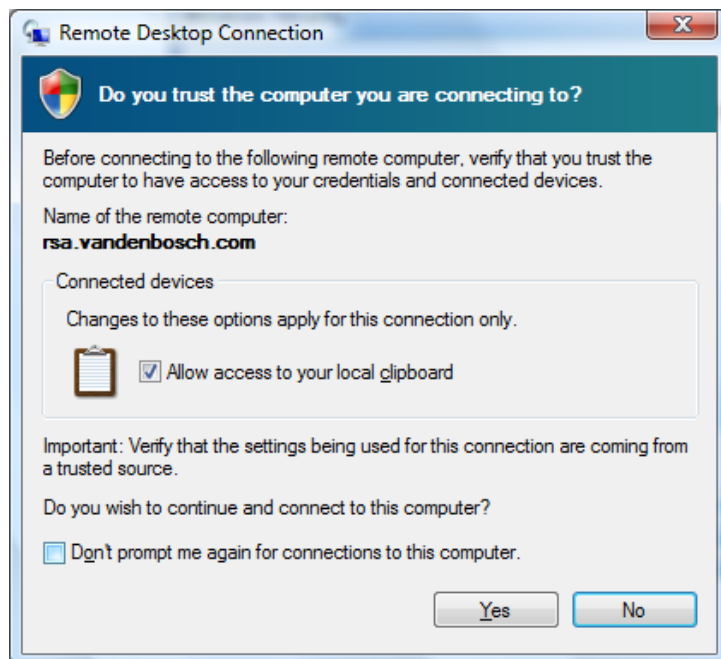 Remote Desktop Connection
Do you trust the computer you are connecting to?
Before connecting to the following remote computer, verify that you trust the
computer to have access to your credentials and connected devices.
Name of the remote computer:
rsa.vandenbosch.com
Connected devices
Changes to these options apply for this connection only.
Allow access to your local clipboard
Important: Verify that the settings being used for this connection are coming from
a trusted source.
Do you wish to continue and connect to this computer?
Don't prompt me again for connections to this computer.
Yes No